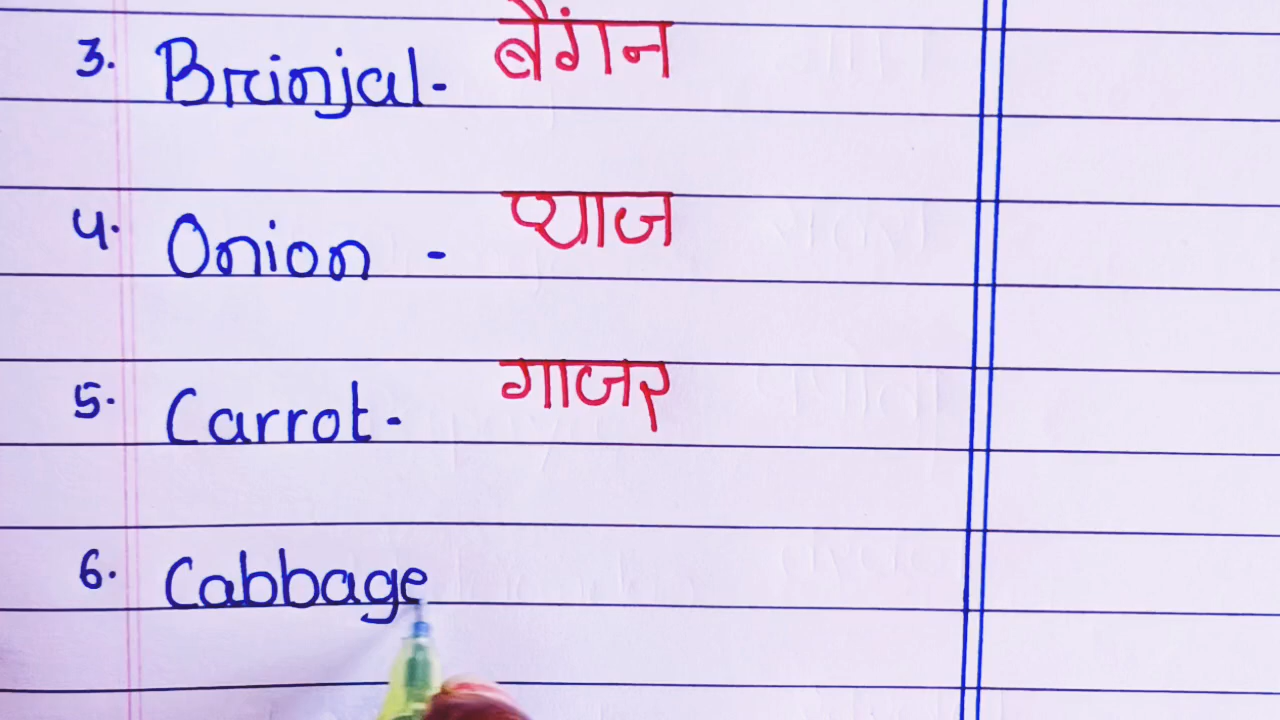 3. Brinjal- बैंगन
4. Onion - प्याज
5. Carrot- गाजर
6. Cabbage